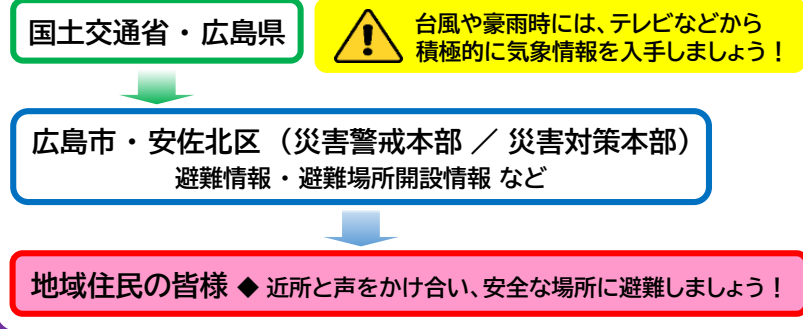 国土交通省・広島県
台風や豪雨時には、テレビなどから
積極的に気象情報を入手しましょう！
広島市・安佐北区（災害警戒本部 ／ 災害対策本部）
避難情報・避難場所開設情報 など
地域住民の皆様 ◆ 近所と声をかけ合い、安全な場所に避難しましょう！